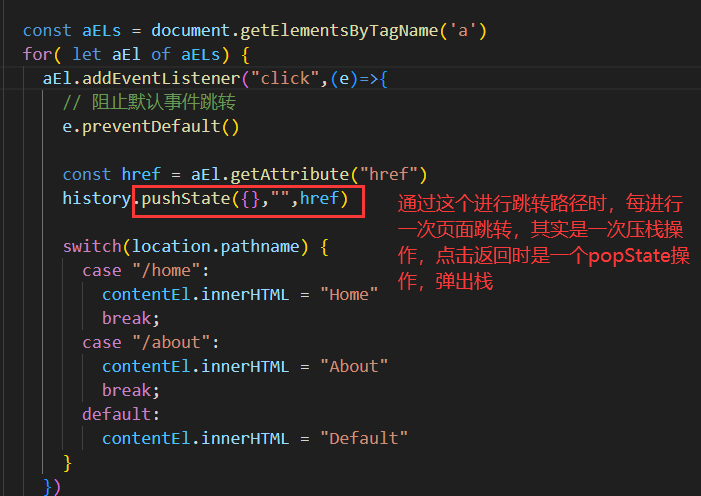 const aELs = document.getElementsByTagName('a')
for( let aEl of aELs) {
aEl.addEventListener("click",(e)=>{
// 阻止默认事件跳转
e.preventDefault()
const href = aEl.getAttribute("href")
history.pushState({},"",href)
通过这个进行跳转路径时，每进行
一次页面跳转，其实是一次压栈操
作，点击返回时是一个popState操
作，弹出栈
switch(location.pathname) {
case "/home":
contentEl.innerHTML = "Home"
break;
case "/about":
contentEl.innerHTML = "About"
break;
default:
contentEl.innerHTML = "Default"
}
})